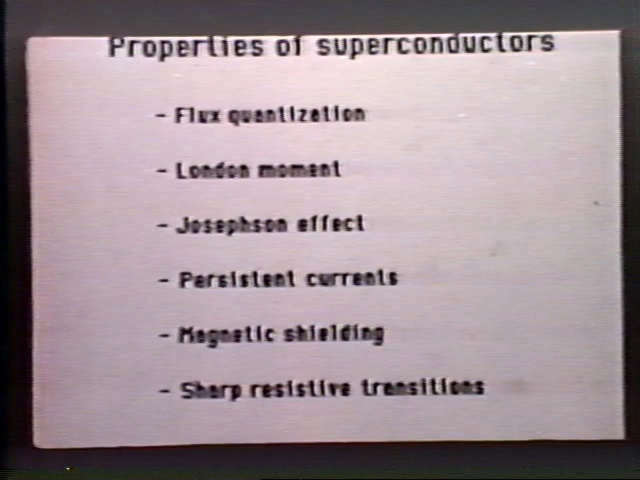 Properties of superconductors
- Flux quantization
- London moment
- Josephson effect
- Persistent currents
- Magnetic shielding
- Sharp resistive transitions